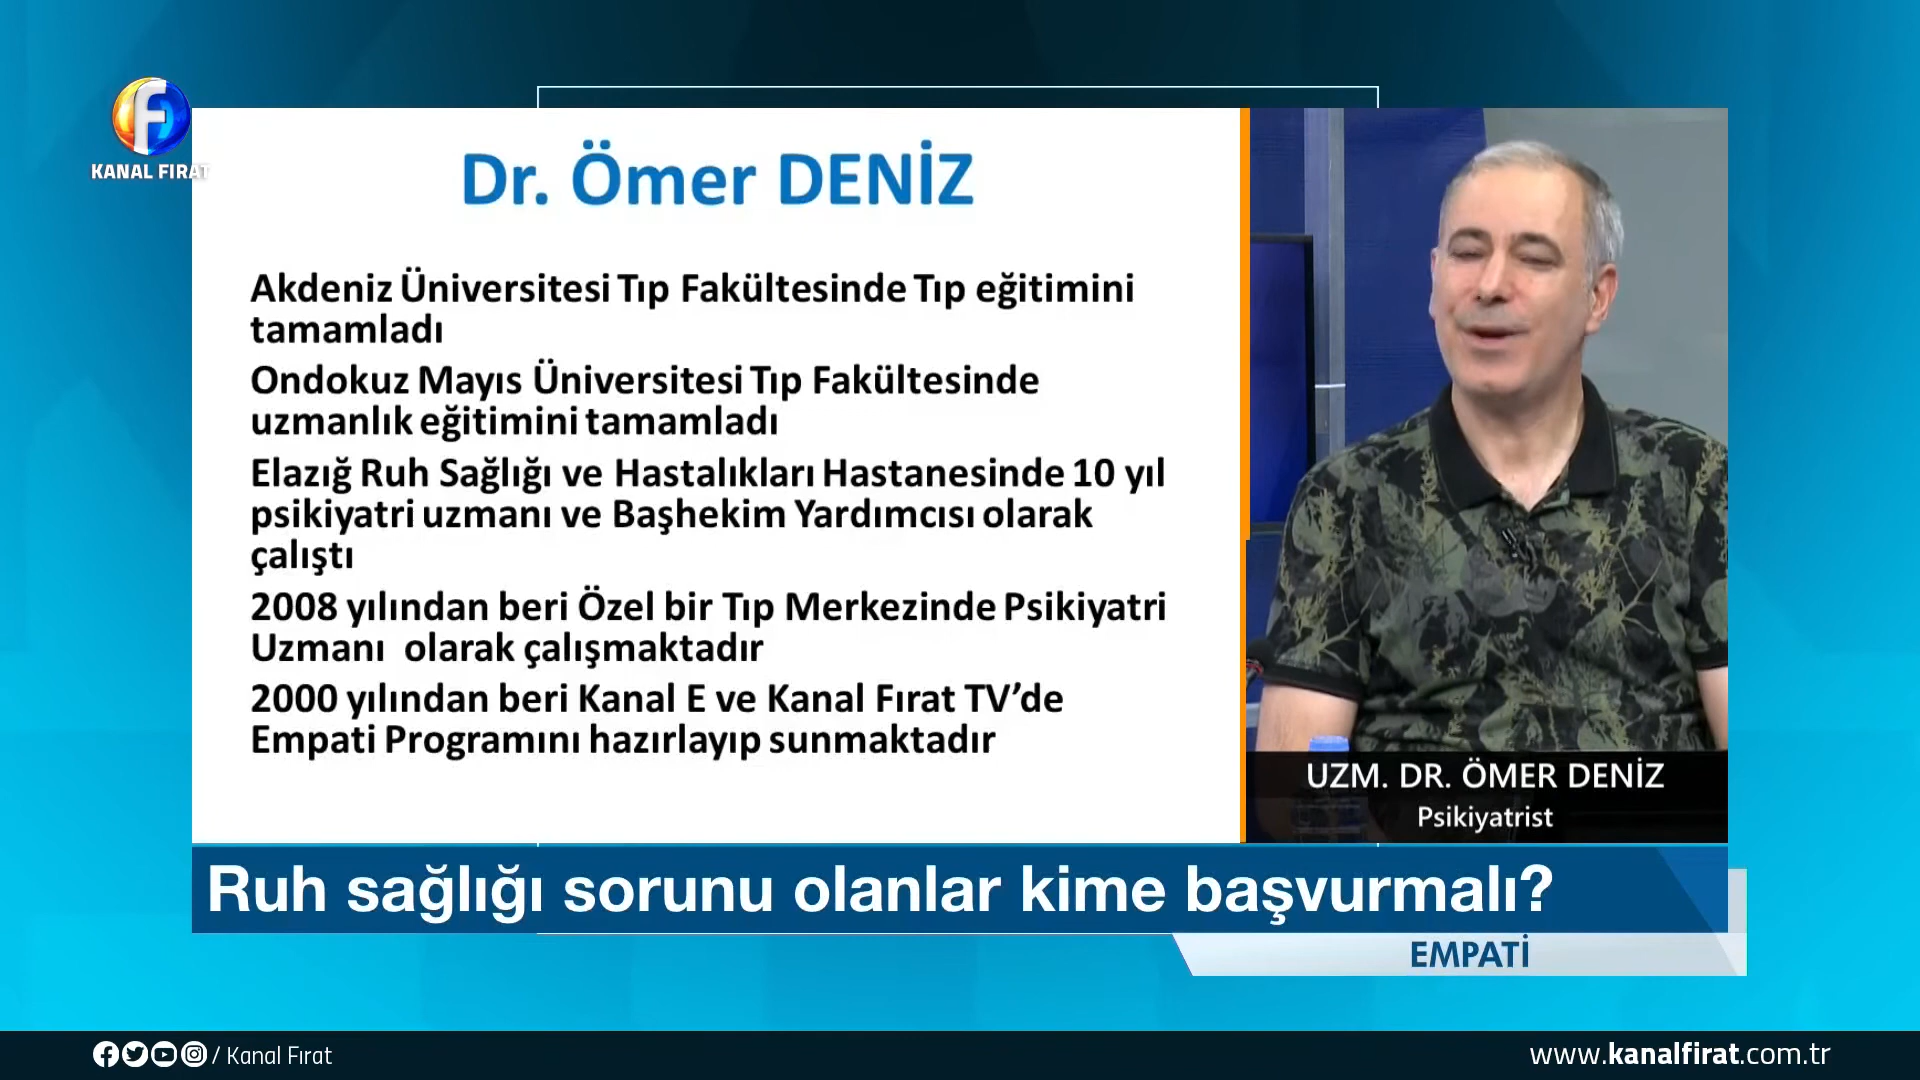 KANAL FIRAT
Dr. Ömer DENİZ
Akdeniz Üniversitesi Tıp Fakültesinde Tıp eğitimini
tamamladı
Ondokuz Mayıs Üniversitesi Tıp Fakültesinde
uzmanlık eğitimini tamamladı
Elazığ Ruh Sağlığı ve Hastalıkları Hastanesinde 10 yıl
psikiyatri uzmanı ve Başhekim Yardımcısı olarak
çalıştı
2008 yılından beri Özel bir Tıp Merkezinde Psikiyatri
Uzmanı olarak çalışmaktadır
2000 yılından beri Kanal E ve Kanal Fırat TV’de
Empati Programını hazırlayıp sunmaktadır
UZM. DR. ÖMER DENİZ
Psikiyatrist
Ruh sağlığı sorunu olanlar kime başvurmalı?
EMPATİ
/ Kanal Fırat
www.kanalfirat.com.tr